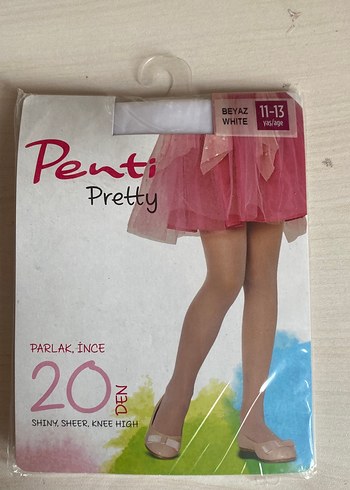 BEYAZ
WHITE
11-13
yaş/age
Penti
Pretty
PARLAK, İNCE
20 DEN
SHINY, SHEER, KNEE HIGH